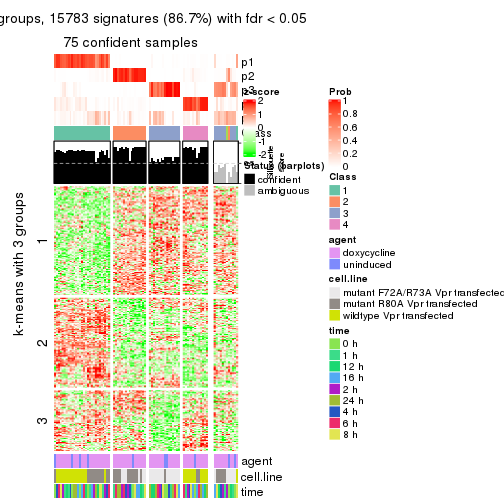 groups, 15783 signatures (86.7%) with fdr < 0.05
75 confident samples
p1
p2
z-score
2
1
0
-1
-2
Prob
1
0.8
0.6
0.4
0.2
0
Silhouette
score
Status (barplots)
confident
ambiguous
Class
1
2
3
4
agent
doxycycline
uninduced
cell.line
mutant F72A/R73A Vpr transfected
mutant R80A Vpr transfected
wildtype Vpr transfected
time
0 h
1 h
12 h
16 h
2 h
24 h
4 h
6 h
8 h
k-means with 3 groups
1
2
3
agent
cell.line
time